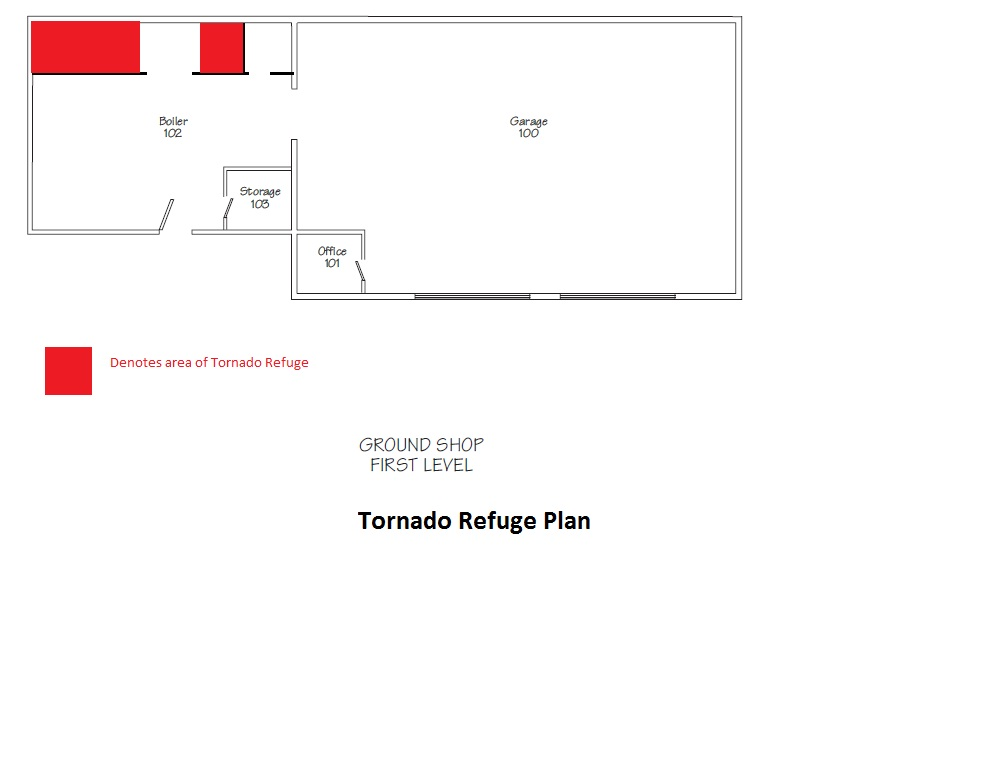 Boiler
102
Garage
100
Storage
103
Office
101
Denotes area of Tornado Refuge
GROUND SHOP
FIRST LEVEL
Tornado Refuge Plan